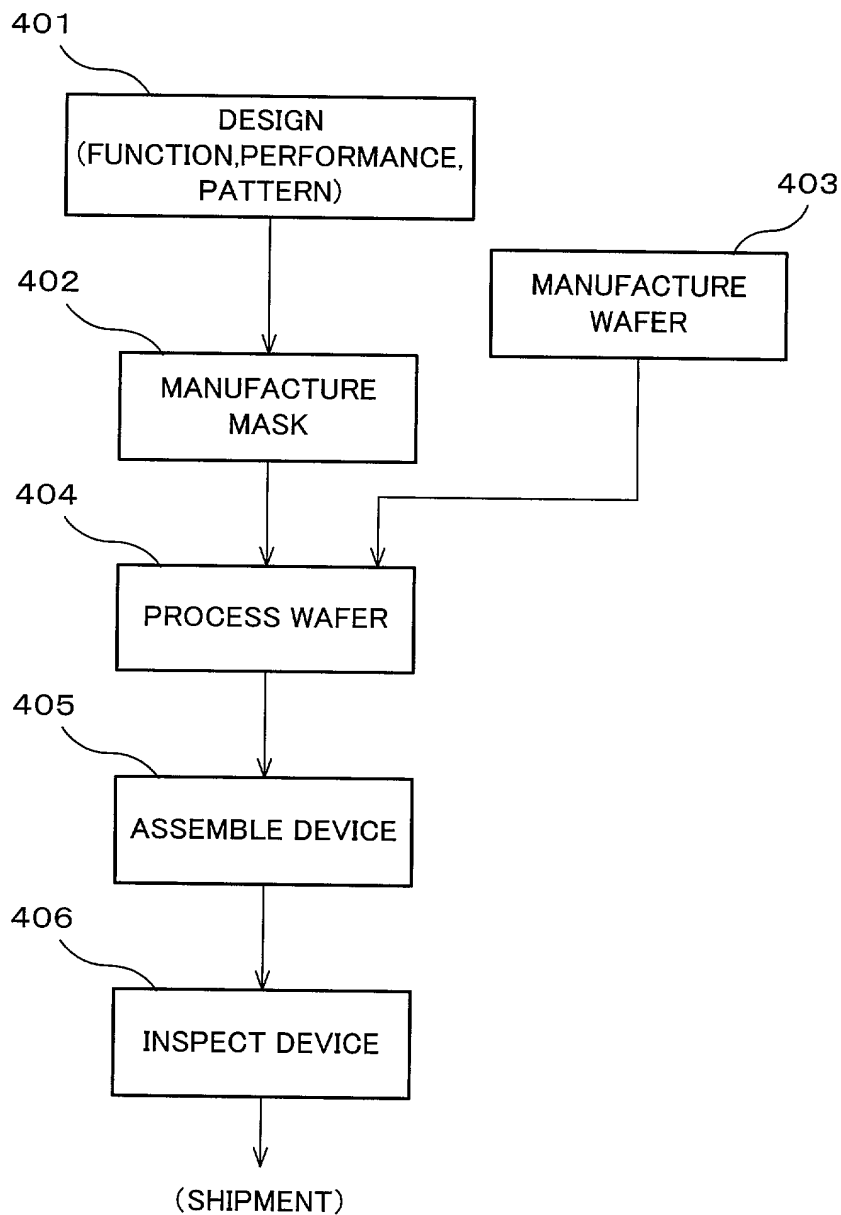 401
DESIGN
(FUNCTION,PERFORMANCE,
PATTERN)
403
MANUFACTURE
WAFER
402
MANUFACTURE
MASK
404
PROCESS WAFER
405
ASSEMBLE DEVICE
406
INSPECT DEVICE
(SHIPMENT)